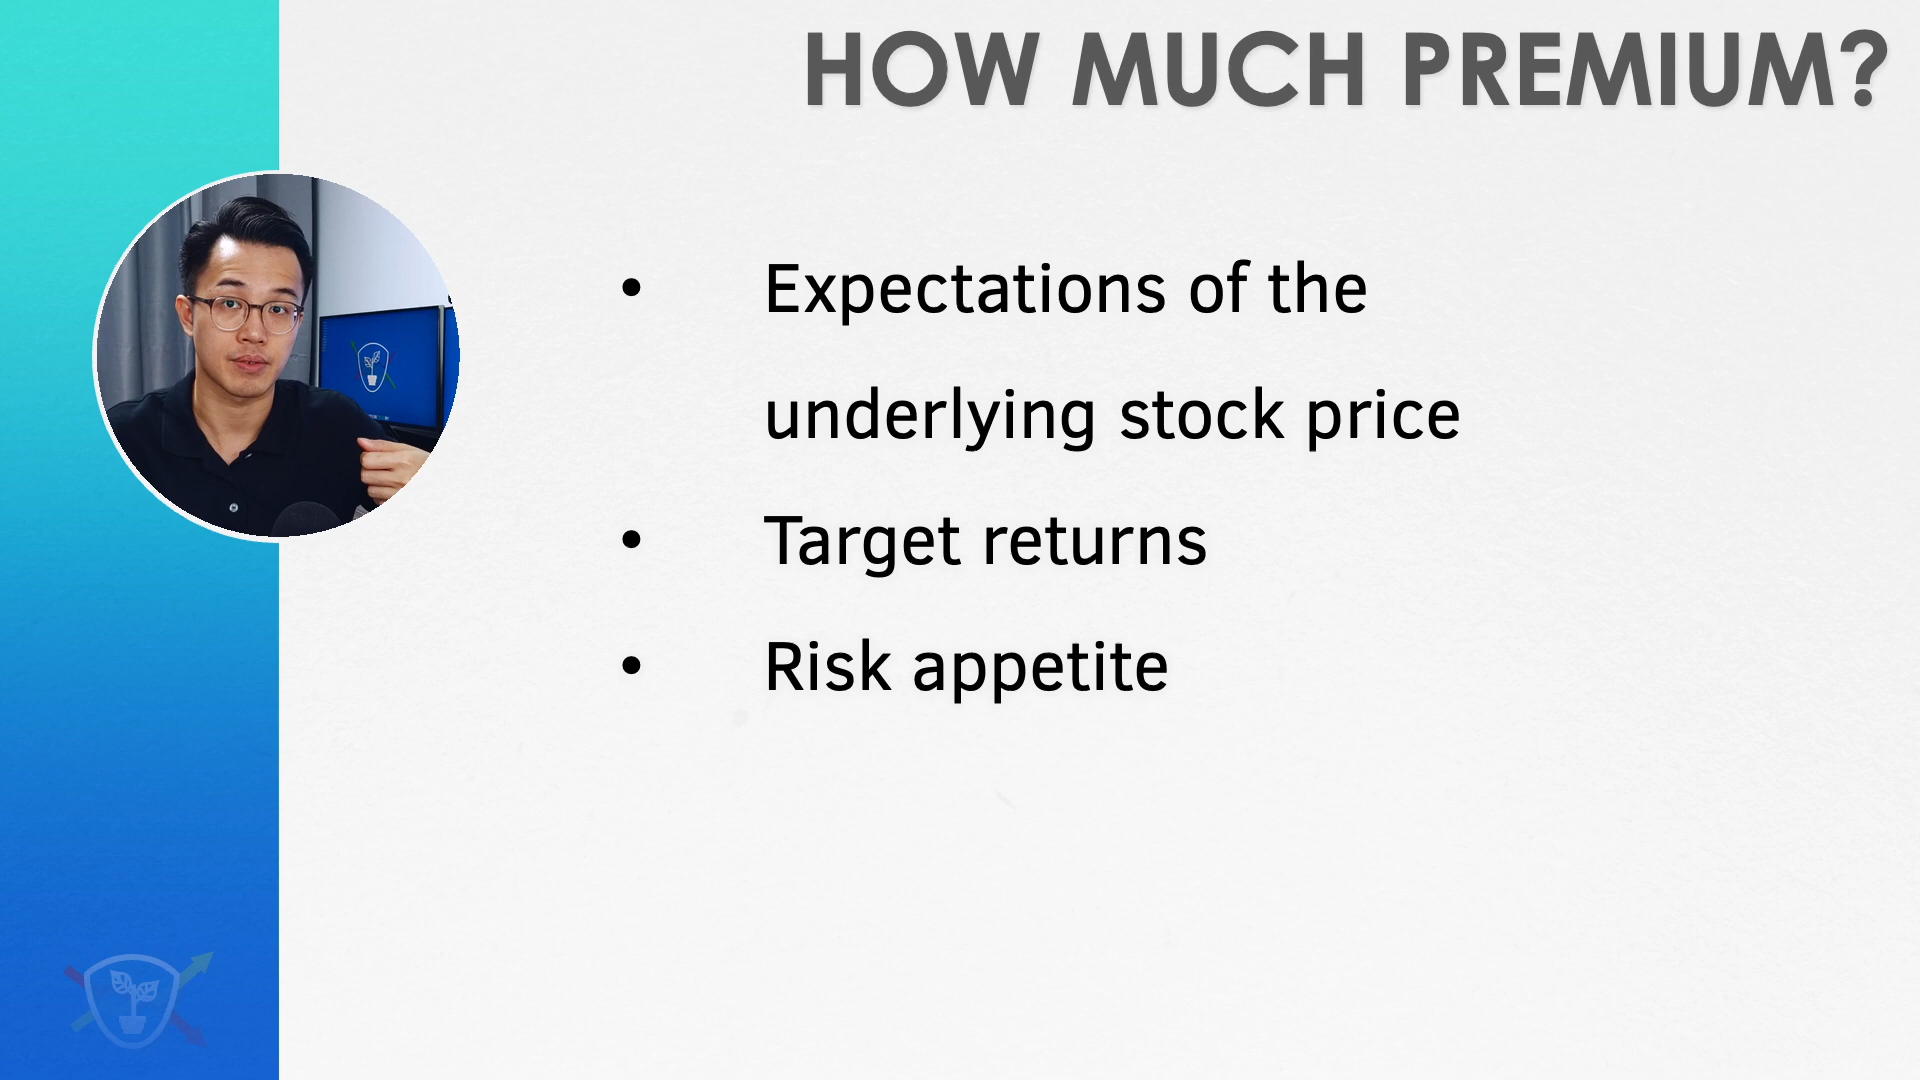 HOW MUCH PREMIUM?
• Expectations of the
underlying stock price
• Target returns
• Risk appetite